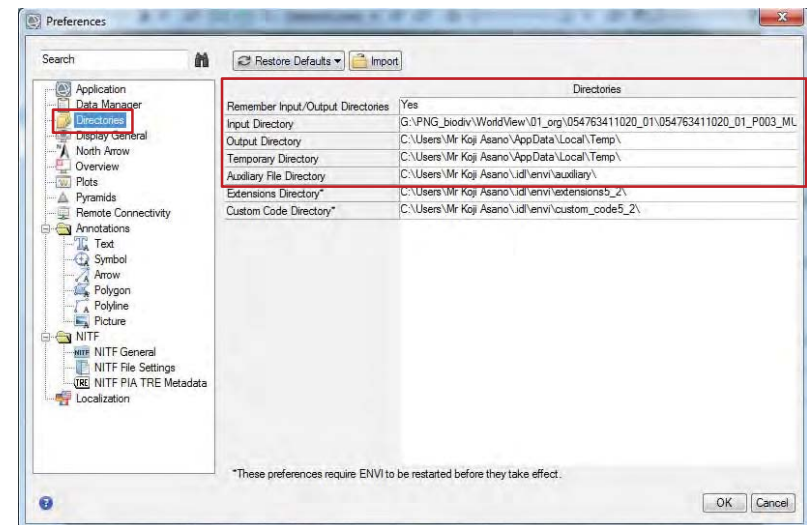 Preferences
Search
Restore Defaults
Import
Application
Data Manager
Directories
Display General
North Arrow
Overview
Plots
Pyramids
Remote Connectivity
Annotations
Text
Symbol
Arrow
Polygon
Polyline
Picture
NITF
NITF NITF General
NITF File Settings
TRE NITF PIA TRE Metadata
Localization
Directories
Remember Input/Output Directories Yes
Input Directory G:\PNG_biodiv\WorldView\01_org\054763411020_01\054763411020_01_P003_MU
Output Directory C:\Users\Mr Koji Asano\AppData\Local\Temp\
Temporary Directory C:\Users\Mr Koji Asano\AppData\Local\Temp\
Auxiliary File Directory C:\Users\Mr Koji Asano\.idl\envi\auxiliary\
Extensions Directory* C:\Users\Mr Koji Asano\.idl\envi\extensions5_2\
Custom Code Directory* C:\Users\Mr Koji Asano\.idl\envi\custom_code5_2\
*These preferences require ENVI to be restarted before they take effect.
OK Cancel